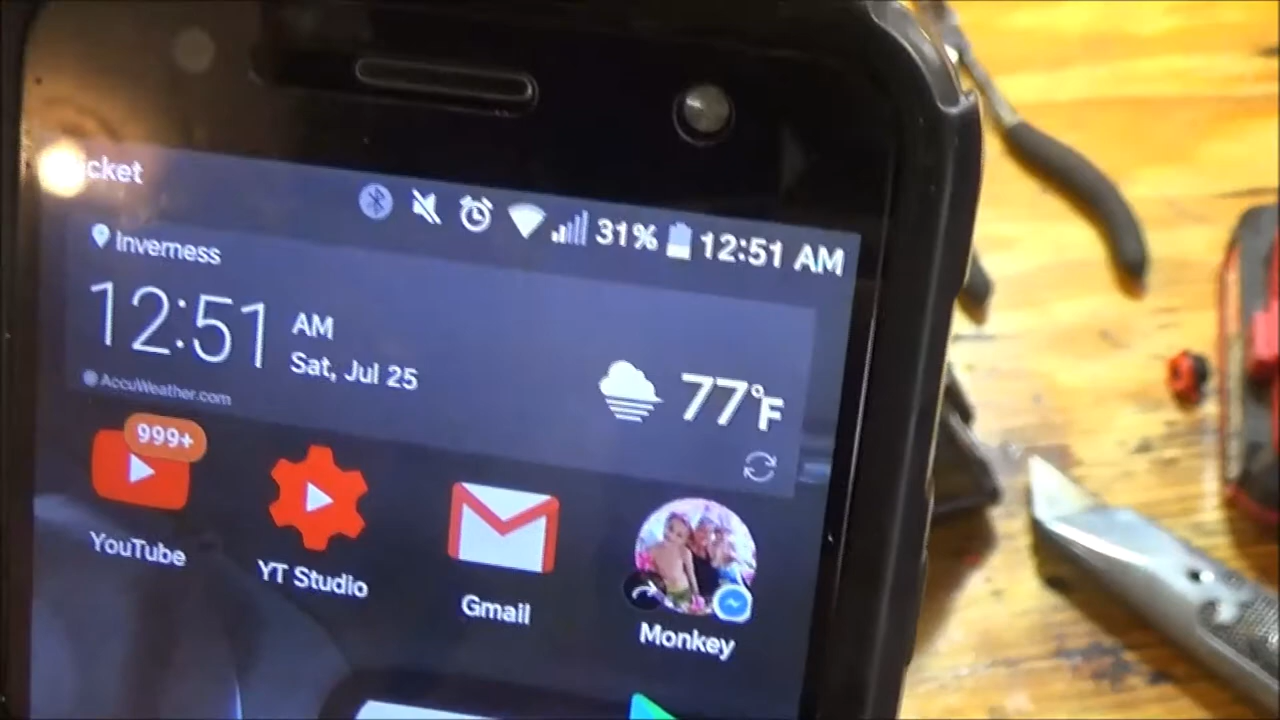 icket
31% 12:51 AM
Inverness
12:51 AM
Sat, Jul 25
77°F
AccuWeather.com
999+
YouTube
YT Studio
Gmail
Monkey